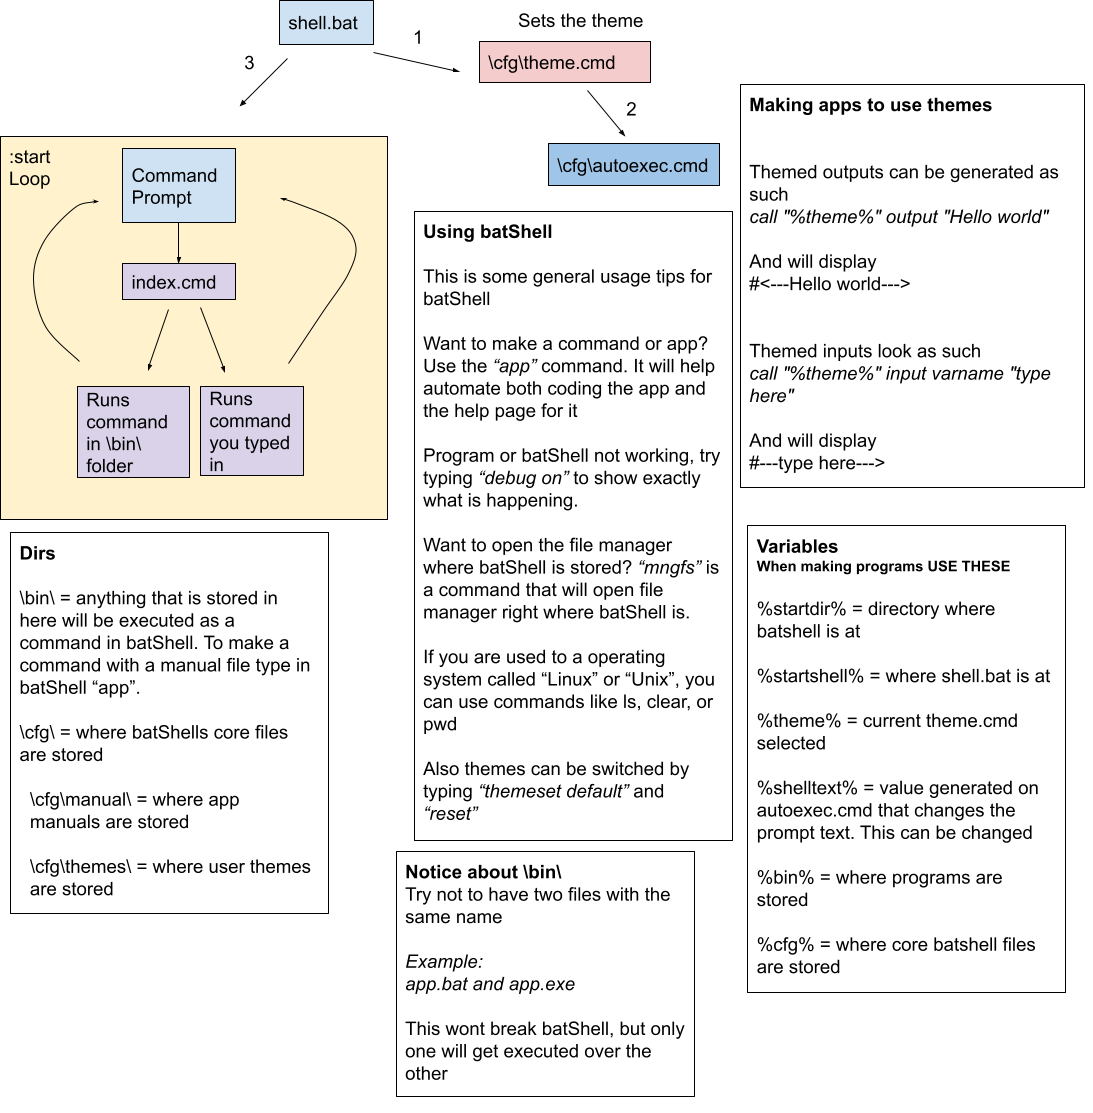 shell.bat
Sets the theme
1
\cfg\theme.cmd
3
2
\cfg\autoexec.cmd
:start
Loop
Command
Prompt
index.cmd
Runs
command
in \bin\
folder
Runs
command
you typed
in
Making apps to use themes
Themed outputs can be generated as
such
call "%theme%" output "Hello world"
And will display
#<---Hello world--->
Themed inputs look as such
call "%theme%" input varname "type
here"
And will display
#---type here--->
Using batShell
This is some general usage tips for
batShell
Want to make a command or app?
Use the “app” command. It will help
automate both coding the app and
the help page for it
Program or batShell not working, try
typing “debug on” to show exactly
what is happening.
Want to open the file manager
where batShell is stored? “mngfs” is
a command that will open file
manager right where batShell is.
If you are used to a operating
system called “Linux” or “Unix”, you
can use commands like ls, clear, or
pwd
Also themes can be switched by
typing “themeset default” and
“reset”
Dirs
\bin\ = anything that is stored in
here will be executed as a
command in batShell. To make a
command with a manual file type in
batShell “app”.
\cfg\ = where batShells core files
are stored
\cfg\manual\ = where app
manuals are stored
\cfg\themes\ = where user themes
are stored
Variables
When making programs USE THESE
%startdir% = directory where
batshell is at
%startshell% = where shell.bat is at
%theme% = current theme.cmd
selected
%shelltext% = value generated on
autoexec.cmd that changes the
prompt text. This can be changed
%bin% = where programs are
stored
%cfg% = where core batshell files
are stored
Notice about \bin\
Try not to have two files with the
same name
Example:
app.bat and app.exe
This wont break batShell, but only
one will get executed over the
other